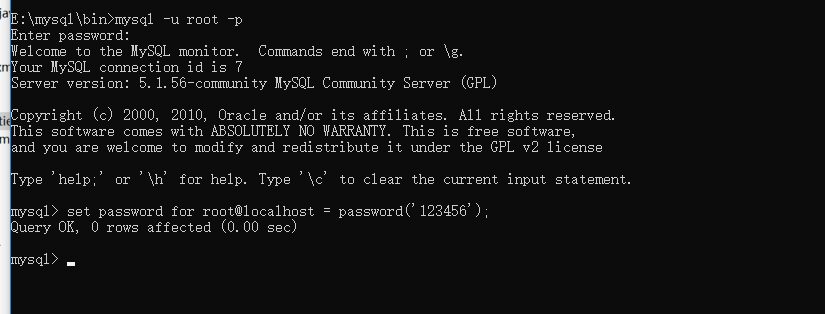 E:\mysql\bin>mysql -u root -p
Enter password:
Welcome to the MySQL monitor.  Commands end with ; or \g.
Your MySQL connection id is 7
Server version: 5.1.56-community MySQL Community Server (GPL)
Copyright (c) 2000, 2010, Oracle and/or its affiliates. All rights reserved.
This software comes with ABSOLUTELY NO WARRANTY. This is free software,
and you are welcome to modify and redistribute it under the GPL v2 license
Type 'help;' or '\h' for help. Type '\c' to clear the current input statement.
mysql> set password for root@localhost = password('123456');
Query OK, 0 rows affected (0.00 sec)
mysql>